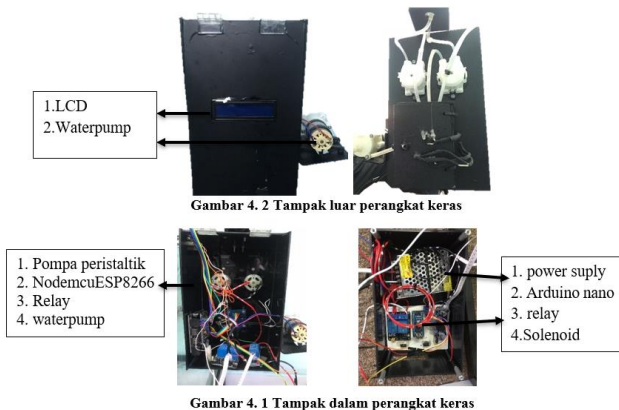 1.LCD
2.Waterpump
Gambar 4. 2 Tampak luar perangkat keras
1. Pompa peristaltik
2. NodemcuESP8266
3. Relay
4. waterpump
1. power suply
2. Arduino nano
3. relay
4.Solenoid
Gambar 4. 1 Tampak dalam perangkat keras